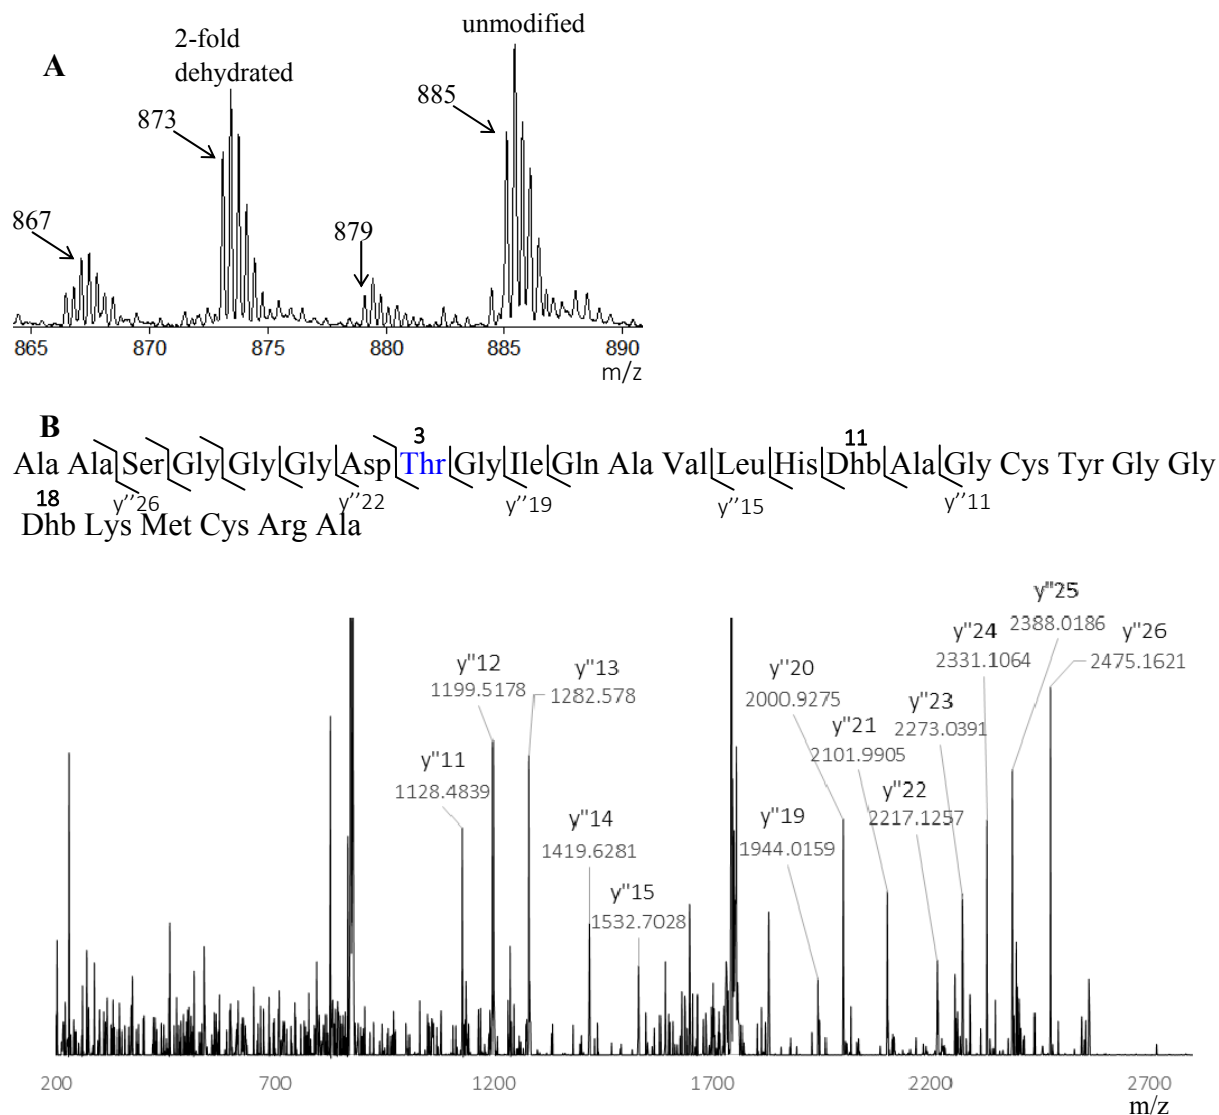 2-fold
dehydrated
unmodified
A
885
873
867
879
865 870 875 880 885 890
m/z
B
3 11
Ala Ala Ser Gly Gly Gly Asp Thr Gly Ile Gln Ala Val Leu His Dhb Ala Gly Cys Tyr Gly Gly
18 y''26 y''22 y''19 y''15 y''11
Dhb Lys Met Cys Arg Ala
y"25
2388.0186
y"24
2331.1064
y"26
2475.1621
y"12
1199.5178
y"13
1282.578
y"20
2000.9275
y"23
2273.0391
y"21
2101.9905
y"11
1128.4839
y"22
2217.1257
y"14
1419.6281
y"19
1944.0159
y"15
1532.7028
200 700 1200 1700 2200 2700
m/z